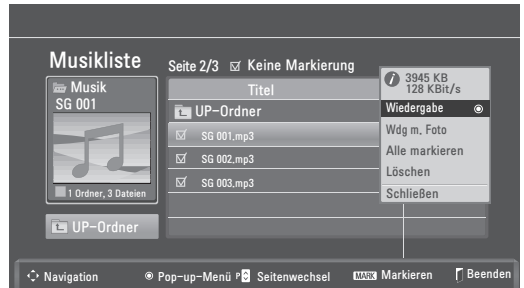 Musikliste
Seite 2/3 ☑ Keine Markierung
Musik
SG 001
1 Ordner, 3 Dateien
UP-Ordner
Titel
UP-Ordner
☑ SG 001.mp3
☑ SG 002.mp3
☑ SG 003.mp3
3945 KB
128 KBit/s
Wiedergabe
Wdg m. Foto
Alle markieren
Löschen
Schließen
Navigation
Pop-up-Menü
P Seitenwechsel
MARK Markieren
Beenden